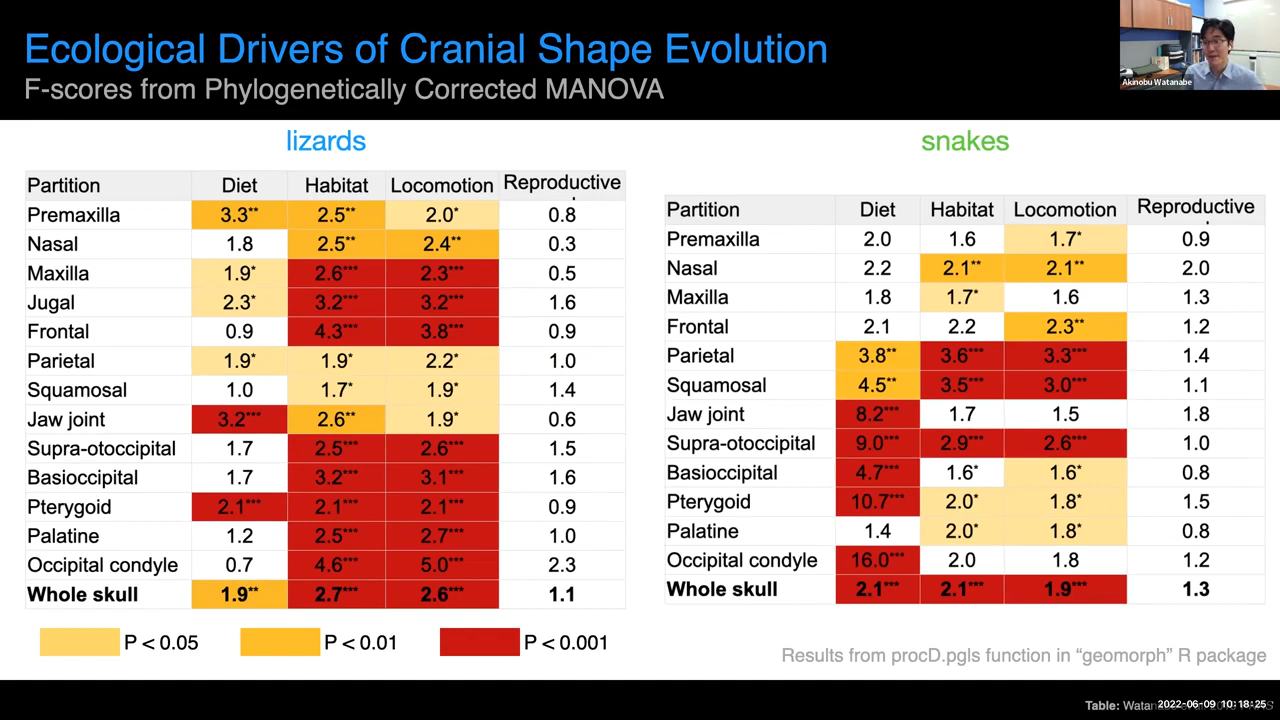 Ecological Drivers of Cranial Shape Evolution
F-scores from Phylogenetically Corrected MANOVA
Akinobu Watanabe
lizards
Partition Diet Habitat Locomotion Reproductive
Premaxilla 3.3** 2.5** 2.0* 0.8
Nasal 1.8 2.5** 2.4** 0.3
Maxilla 1.9* 2.6*** 2.3*** 0.5
Jugal 2.3* 3.2*** 3.2*** 1.6
Frontal 0.9 4.3*** 3.8*** 0.9
Parietal 1.9* 1.9* 2.2* 1.0
Squamosal 1.0 1.7* 1.9* 1.4
Jaw joint 3.2*** 2.6** 1.9* 0.6
Supra-otoccipital 1.7 2.5*** 2.6*** 1.5
Basioccipital 1.7 3.2*** 3.1*** 1.6
Pterygoid 2.1*** 2.1*** 2.1*** 0.9
Palatine 1.2 2.5*** 2.7*** 1.0
Occipital condyle 0.7 4.6*** 5.0*** 2.3
Whole skull 1.9** 2.7*** 2.6*** 1.1
P < 0.05 P < 0.01 P < 0.001
snakes
Partition Diet Habitat Locomotion Reproductive
Premaxilla 2.0 1.6 1.7* 0.9
Nasal 2.2 2.1** 2.1** 2.0
Maxilla 1.8 1.7* 1.6 1.3
Frontal 2.1 2.2 2.3** 1.2
Parietal 3.8** 3.6*** 3.3*** 1.4
Squamosal 4.5** 3.5*** 3.0*** 1.1
Jaw joint 8.2*** 1.7 1.5 1.8
Supra-otoccipital 9.0*** 2.9*** 2.6*** 1.0
Basioccipital 4.7*** 1.6* 1.6* 0.8
Pterygoid 10.7*** 2.0* 1.8* 1.5
Palatine 1.4 2.0* 1.8* 0.8
Occipital condyle 16.0*** 2.0 1.8 1.2
Whole skull 2.1*** 2.1*** 1.9*** 1.3
Results from procD.pgls function in “geomorph” R package
Table:
2022-06-09 10:18:25